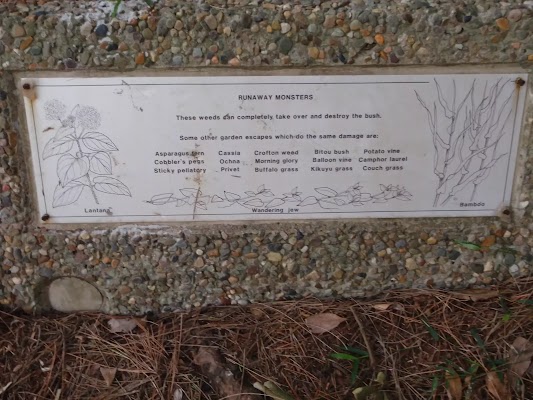 RUNAWAY MONSTERS
These weeds can completely take over and destroy the bush.
Some other garden escapes which do the same damage are:
Asparagus fern Cassia Crofton weed Bitou bush Potato vine
Cobbler's pegs Ochna Morning glory Balloon vine Camphor laurel
Sticky pellatory Privet Buffalo grass Kikuyu grass Couch grass
Lantana Wandering jew Bamboo